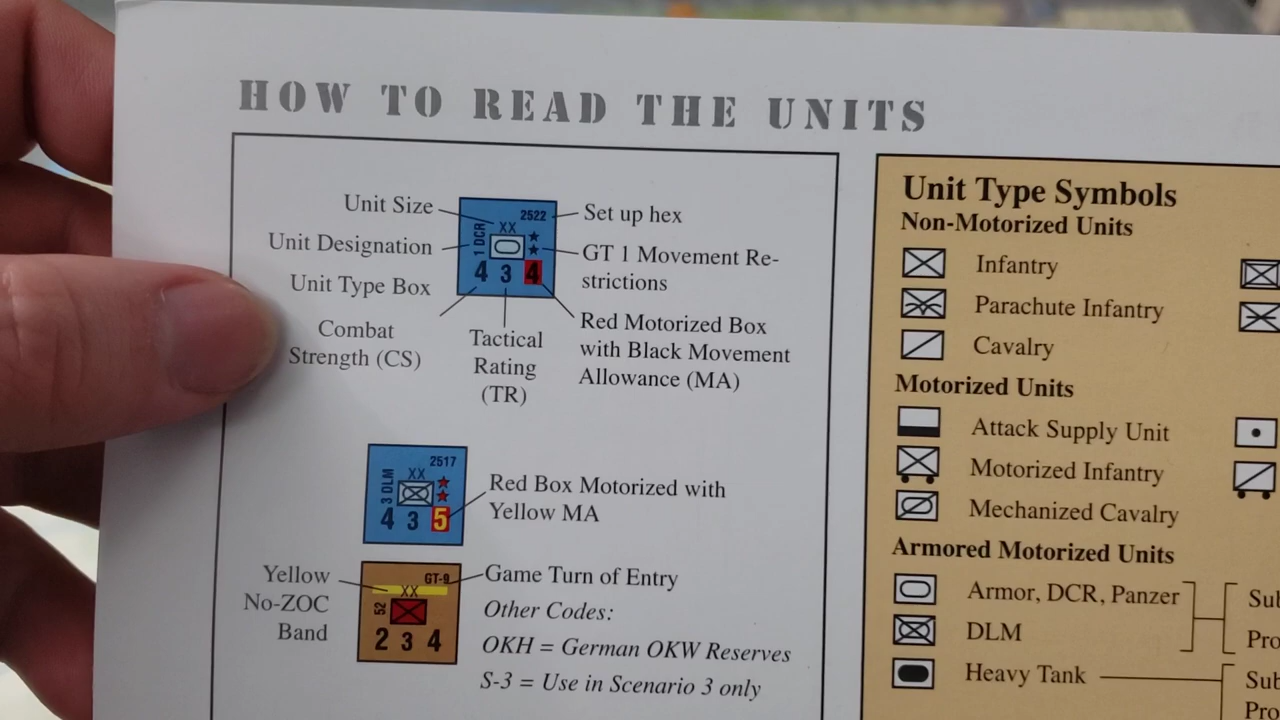 HOW TO READ THE UNITS
Unit Size
Unit Designation
Unit Type Box
Combat
Strength (CS)
2522
XX
1 DCR
4 3 4
Tactical
Rating
(TR)
Set up hex
GT 1 Movement Re-
strictions
Red Motorized Box
with Black Movement
Allowance (MA)
2517
XX
3 DLM
4 3 5
Red Box Motorized with
Yellow MA
Yellow
No-ZOC
Band
GT-9
XX
52
2 3 4
Game Turn of Entry
Other Codes:
OKH = German OKW Reserves
S-3 = Use in Scenario 3 only
Unit Type Symbols
Non-Motorized Units
Infantry
Parachute Infantry
Cavalry
Motorized Units
Attack Supply Unit
Motorized Infantry
Mechanized Cavalry
Armored Motorized Units
Armor, DCR, Panzer
DLM
Heavy Tank